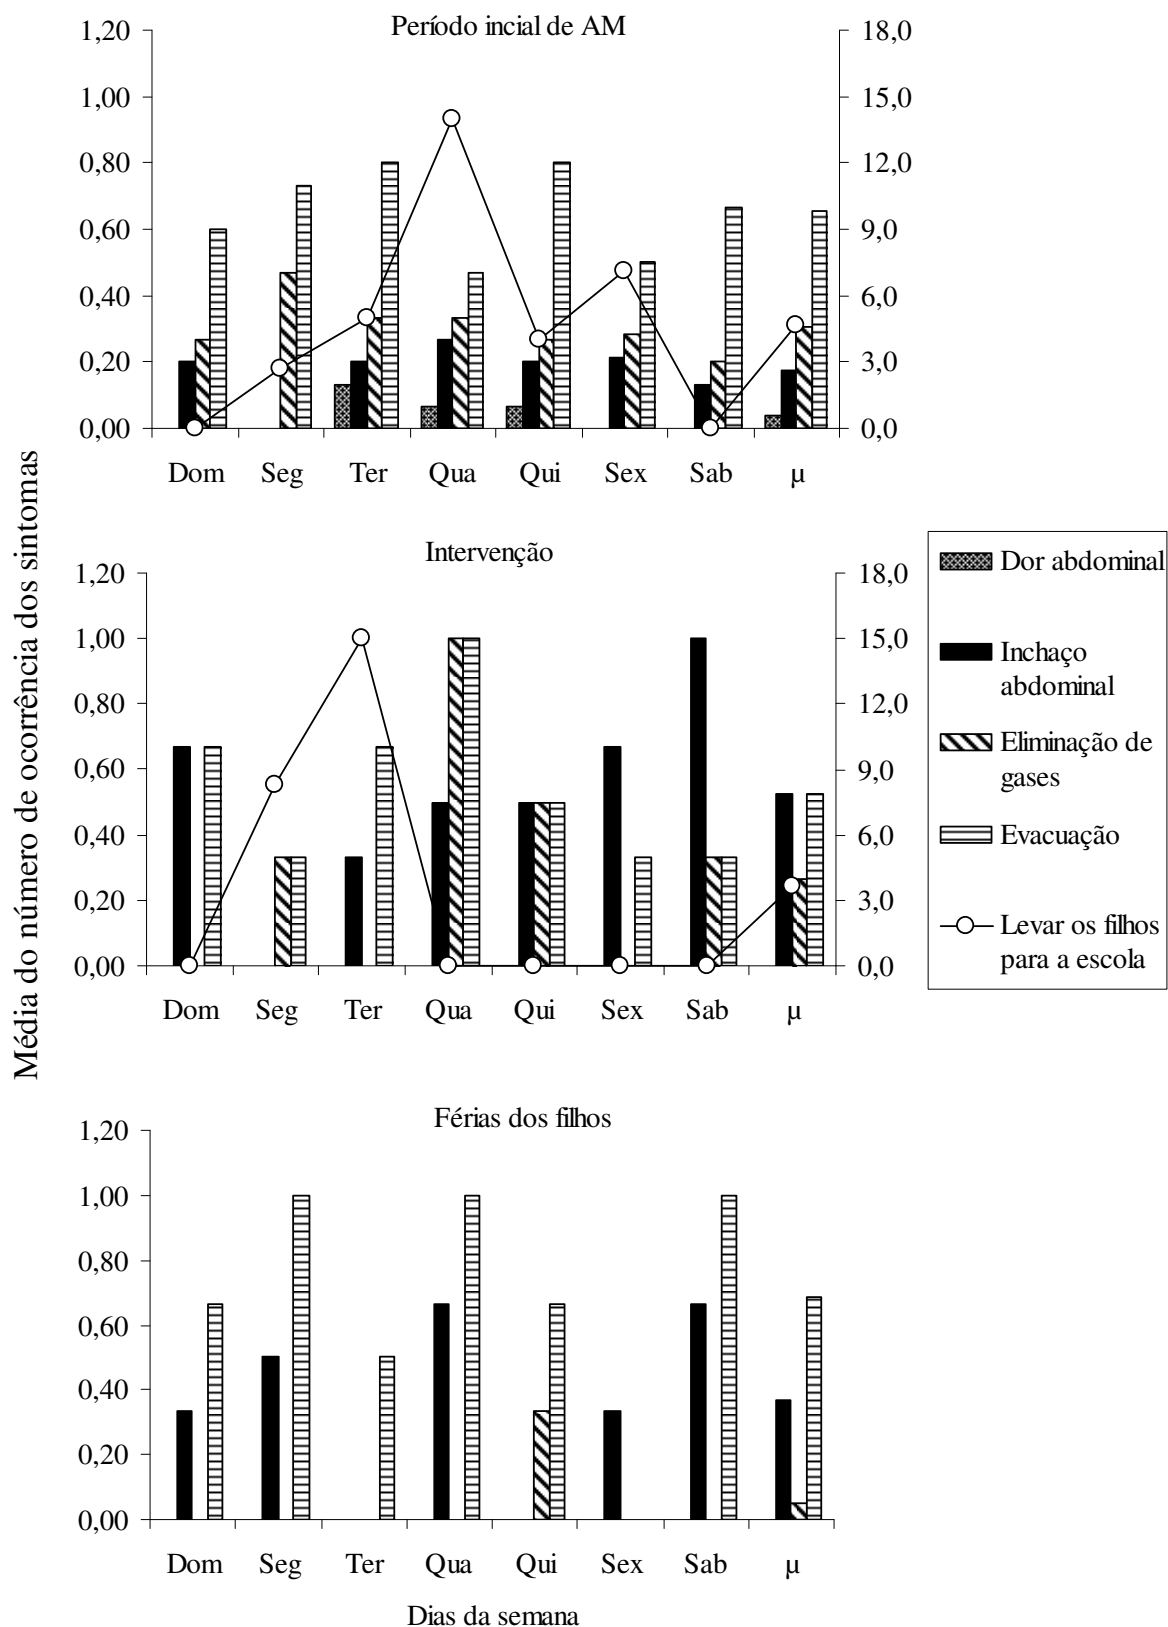 Média do número de ocorrência dos sintomas
Período incial de AM
1,20
1,00
0,80
0,60
0,40
0,20
0,00
18,0
15,0
12,0
9,0
6,0
3,0
0,0
Dom Seg Ter Qua Qui Sex Sab µ
Intervenção
1,20
1,00
0,80
0,60
0,40
0,20
0,00
18,0
15,0
12,0
9,0
6,0
3,0
0,0
Dom Seg Ter Qua Qui Sex Sab µ
Dor abdominal
Inchaço
abdominal
Eliminação de
gases
Evacuação
Levar os filhos
para a escola
Férias dos filhos
1,20
1,00
0,80
0,60
0,40
0,20
0,00
Dom Seg Ter Qua Qui Sex Sab µ
Dias da semana